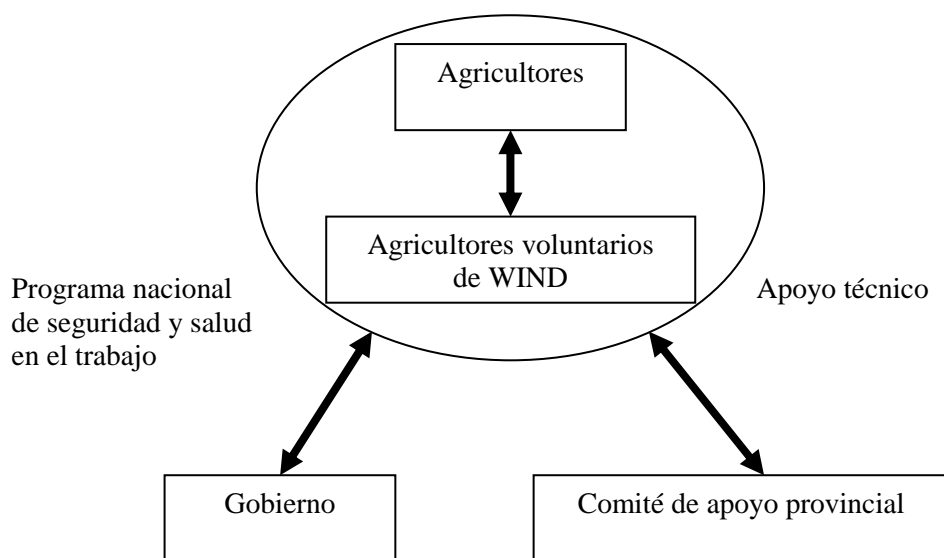 Agricultores
Agricultores voluntarios
de WIND
Programa nacional
de seguridad y salud
en el trabajo
Apoyo técnico
Gobierno
Comité de apoyo provincial